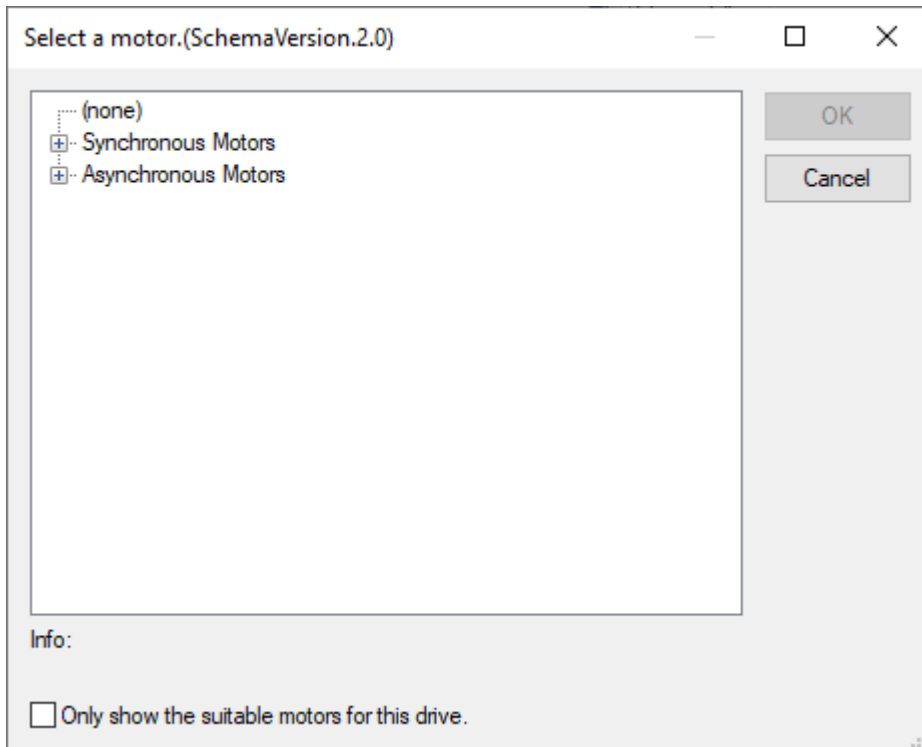 Select a motor.(SchemaVersion.2.0)
(none)
OK
Synchronous Motors
Asynchronous Motors
Cancel
Info:
Only show the suitable motors for this drive.